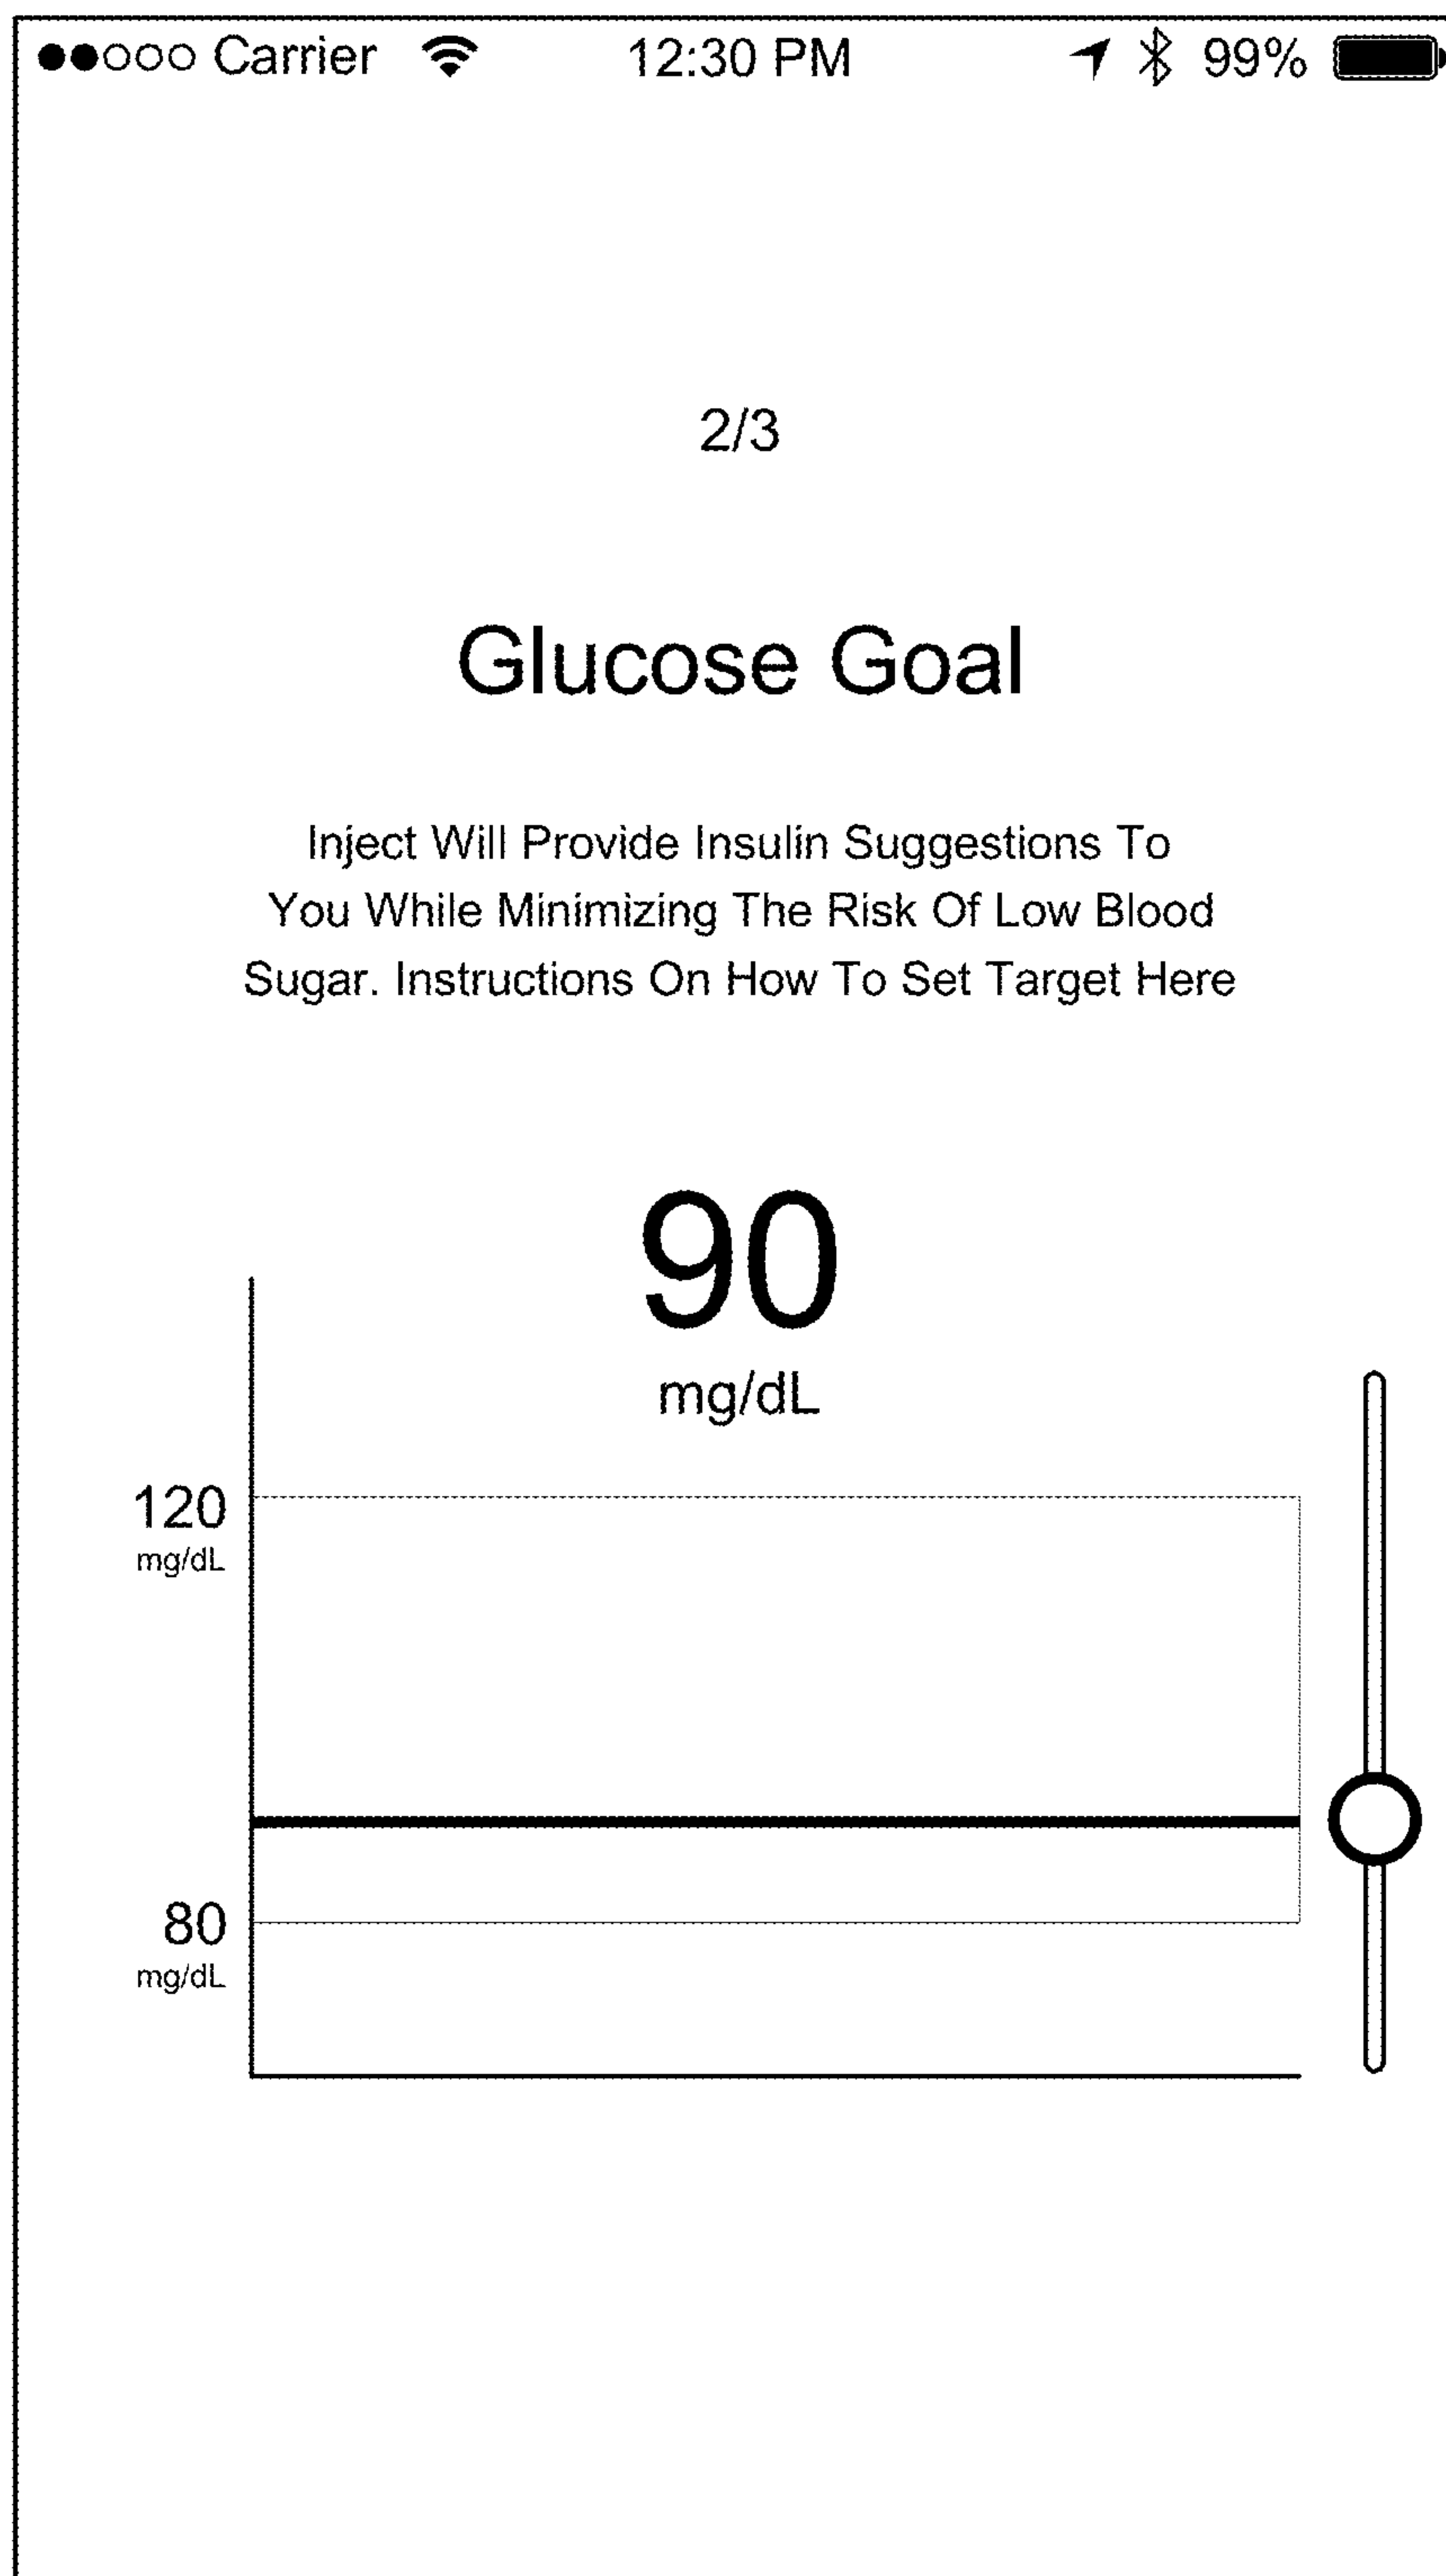 Carrier 12:30 PM 99%
2/3
Glucose Goal
Inject Will Provide Insulin Suggestions To
You While Minimizing The Risk Of Low Blood
Sugar. Instructions On How To Set Target Here
90
mg/dL
120
mg/dL
80
mg/dL